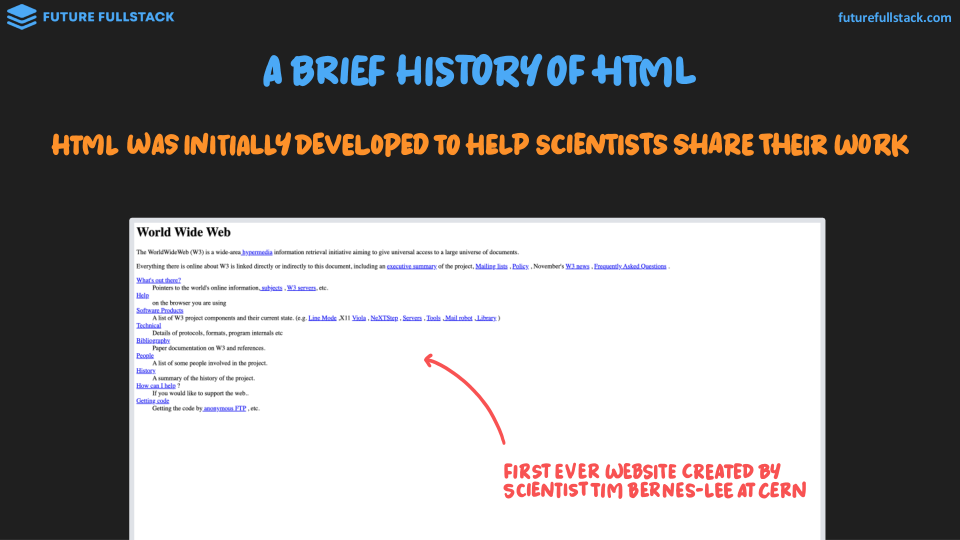 FUTURE FULLSTACK
futurefullstack.com
A BRIEF HISTORY OF HTML
HTML WAS INITIALLY DEVELOPED TO HELP SCIENTISTS SHARE THEIR WORK
World Wide Web
The WorldWideWeb (W3) is a wide-area hypermedia information retrieval initiative aiming to give universal access to a large universe of documents.
Everything there is online about W3 is linked directly or indirectly to this document, including an executive summary of the project, Mailing lists , Policy , November's W3 news , Frequently Asked Questions .
What's out there?
Pointers to the world's online information, subjects , W3 servers, etc.
Help
on the browser you are using
Software Products
A list of W3 project components and their current state. (e.g. Line Mode ,X11 Viola , NeXTStep , Servers , Tools , Mail robot , Library )
Technical
Details of protocols, formats, program internals etc
Bibliography
Paper documentation on W3 and references.
People
A list of some people involved in the project.
History
A summary of the history of the project.
How can I help ?
If you would like to support the web..
Getting code
Getting the code by anonymous FTP , etc.
FIRST EVER WEBSITE CREATED BY
SCIENTIST TIM BERNES-LEE AT CERN